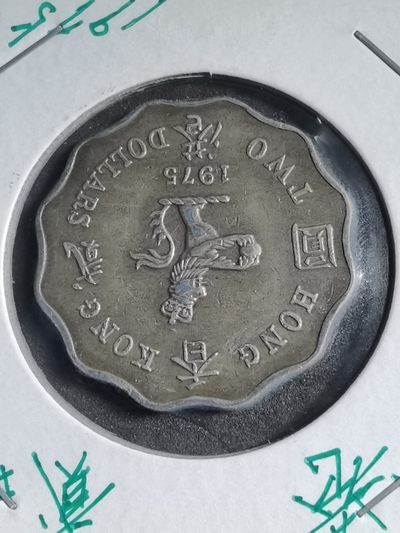 香
HONG KONG
圓 貳
1975
港
TWO DOLLARS